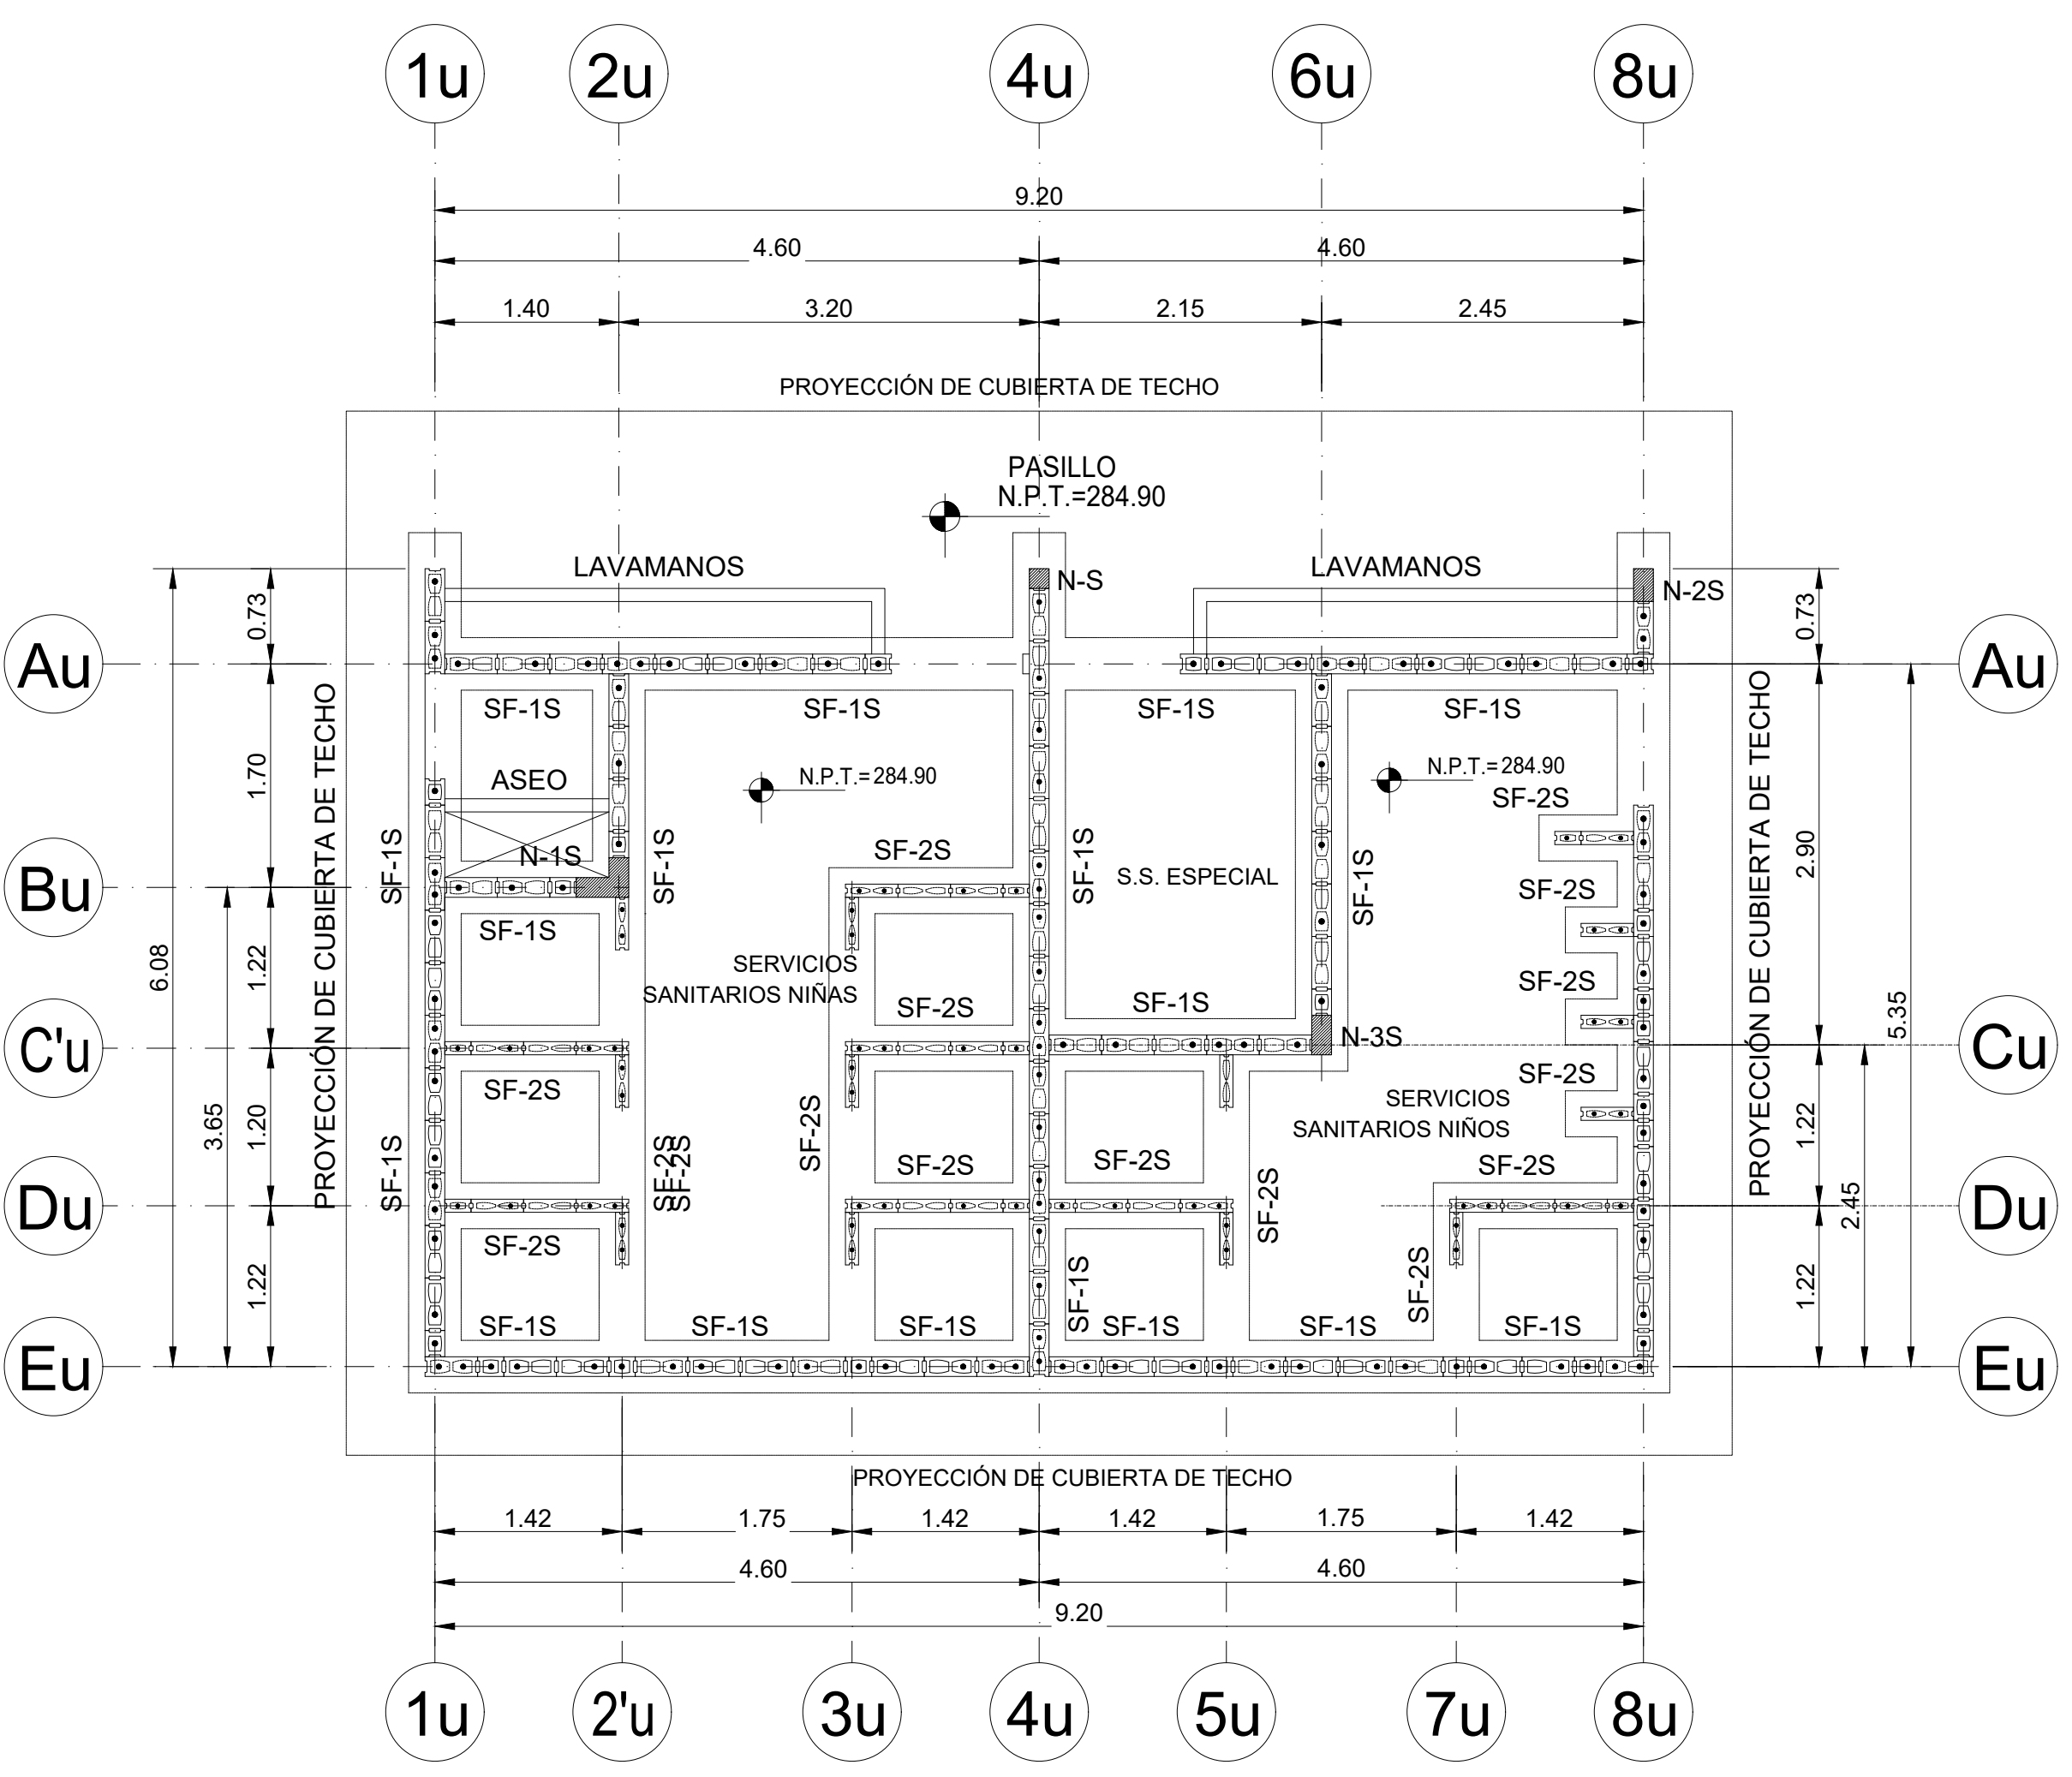 1u
2u
4u
6u
8u
9.20
4.60
4.60
1.40
3.20
2.15
2.45
PROYECCIÓN DE CUBIERTA DE TECHO
PASILLO
N.P.T.=284.90
LAVAMANOS
N-S
LAVAMANOS
N-2S
0.73
0.73
Au
Au
SF-1S
SF-1S
SF-1S
SF-1S
PROYECCIÓN DE CUBIERTA DE TECHO
PROYECCIÓN DE CUBIERTA DE TECHO
1.70
ASEO
N.P.T.=284.90
N.P.T.=284.90
SF-2S
N-1S
SF-1S
SF-1S
SF-2S
SF-1S
S.S. ESPECIAL
SF-1S
SF-2S
2.90
Bu
SF-1S
6.08
1.22
SERVICIOS
SANITARIOS NIÑAS
SF-2S
SF-1S
SF-2S
5.35
C'u
N-3S
Cu
SF-2S
SF-2S
SERVICIOS
SANITARIOS NIÑOS
3.65
1.20
SF-1S
SF-2S
SF-2S
SF-2S
SF-2S
SF-2S
SF-2S
1.22
Du
SF-2S
2.45
Du
SF-2S
1.22
SF-1S
SF-2S
1.22
SF-1S
SF-1S
SF-1S
SF-1S
SF-1S
SF-1S
Eu
Eu
PROYECCIÓN DE CUBIERTA DE TECHO
1.42
1.75
1.42
1.42
1.75
1.42
4.60
4.60
9.20
1u
2'u
3u
4u
5u
7u
8u